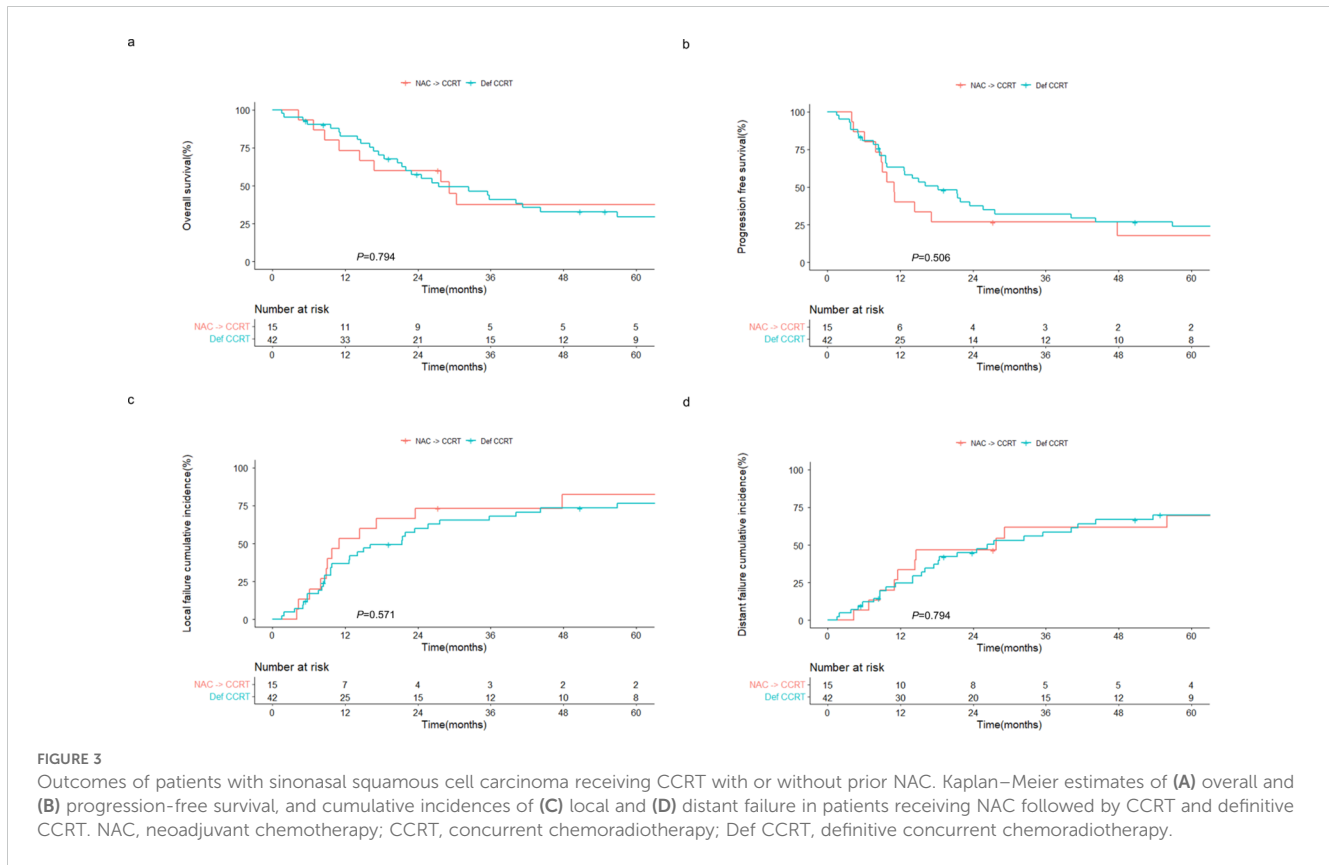 a
NAC -> CCRT Def CCRT
Overall survival(%)
100
75
50
25
0
P=0.794
0 12 24 36 48 60
Time(months)
Number at risk
NAC -> CCRT 15 11 9 5 5 5
Def CCRT 42 33 21 15 12 9
0 12 24 36 48 60
Time(months)
b
NAC -> CCRT Def CCRT
Progression free survival(%)
100
75
50
25
0
P=0.506
0 12 24 36 48 60
Time(months)
Number at risk
NAC -> CCRT 15 6 4 3 2 2
Def CCRT 42 25 14 12 10 8
0 12 24 36 48 60
Time(months)
c
NAC -> CCRT Def CCRT
Local failure cumulative incidence(%)
100
75
50
25
0
P=0.571
0 12 24 36 48 60
Time(months)
Number at risk
NAC -> CCRT 15 7 4 3 2 2
Def CCRT 42 25 15 12 10 8
0 12 24 36 48 60
Time(months)
d
NAC -> CCRT Def CCRT
Distant failure cumulative incidence(%)
100
75
50
25
0
P=0.794
0 12 24 36 48 60
Time(months)
Number at risk
NAC -> CCRT 15 10 8 5 5 4
Def CCRT 42 30 20 15 12 9
0 12 24 36 48 60
Time(months)
FIGURE 3
Outcomes of patients with sinonasal squamous cell carcinoma receiving CCRT with or without prior NAC. Kaplan–Meier estimates of (A) overall and
(B) progression-free survival, and cumulative incidences of (C) local and (D) distant failure in patients receiving NAC followed by CCRT and definitive
CCRT. NAC, neoadjuvant chemotherapy; CCRT, concurrent chemoradiotherapy; Def CCRT, definitive concurrent chemoradiotherapy.